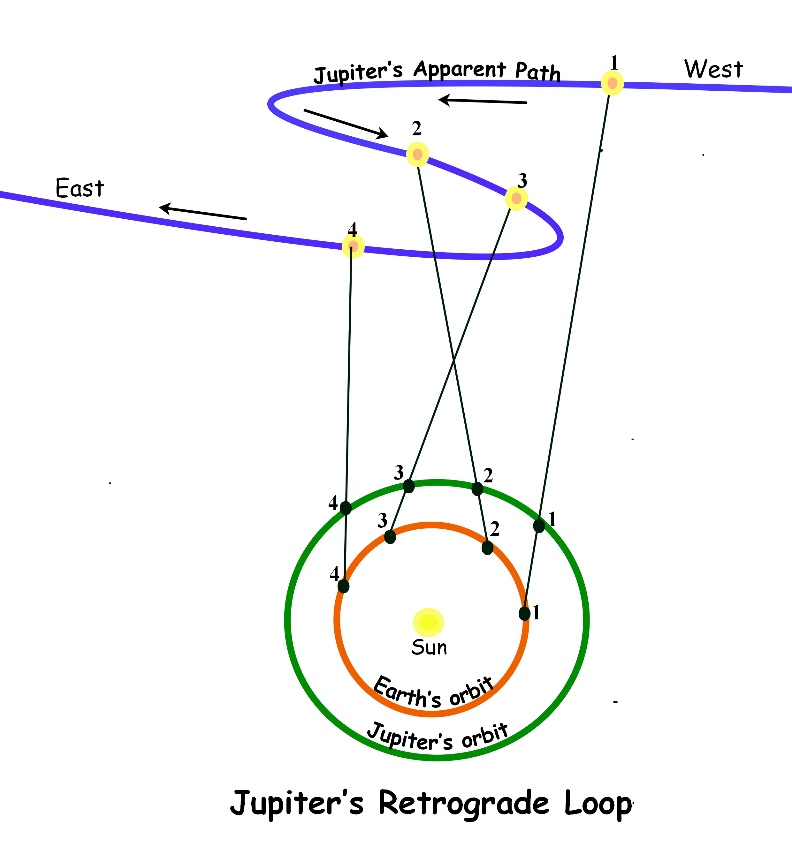 1
West
Jupiter's Apparent Path
2
3
East
4
3
2
4
1
3
2
4
1
Sun
Earth's orbit
Jupiter's orbit
Jupiter's Retrograde Loop